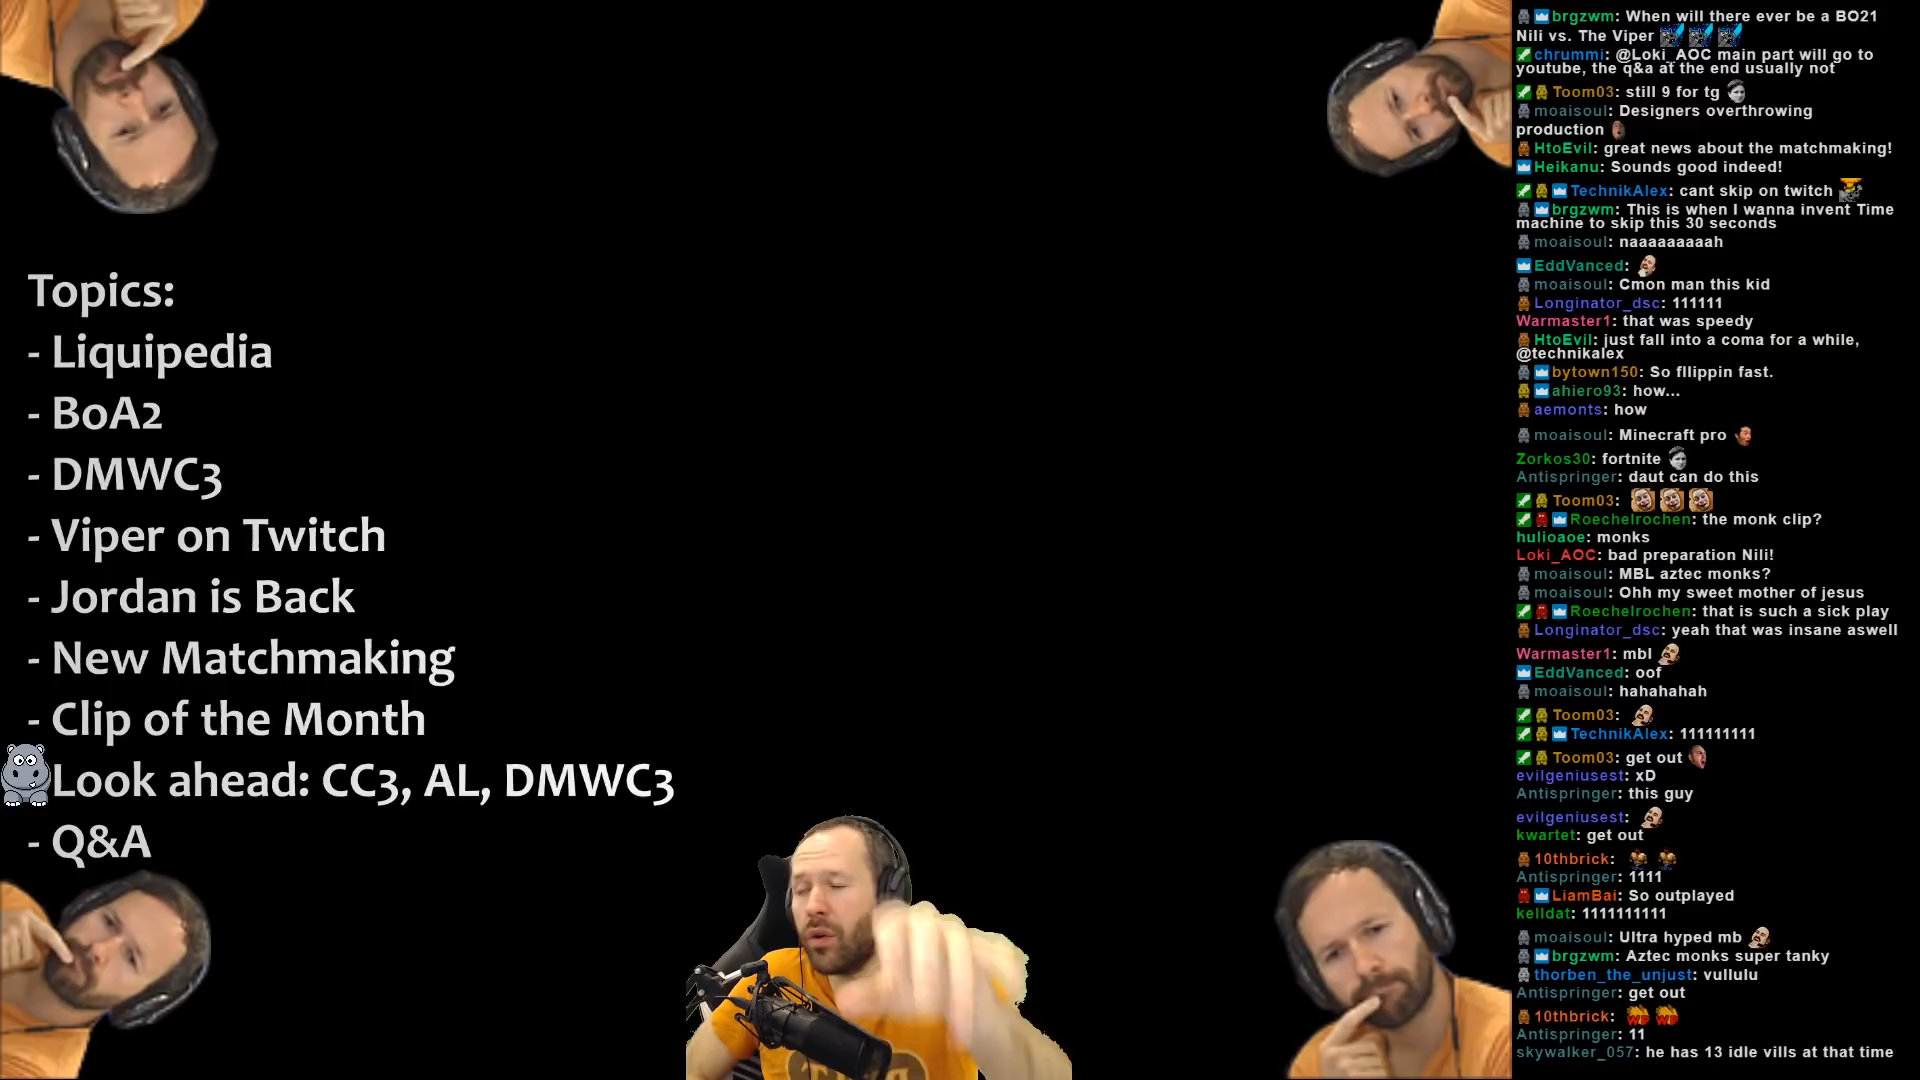 Topics:
- Liquipedia
- BoA2
- DMWC3
- Viper on Twitch
- Jordan is Back
- New Matchmaking
- Clip of the Month
Look ahead: CC3, AL, DMWC3
- Q&A
brgzwm: When will there ever be a BO21
Nili vs. The Viper
chrummi: @Loki_AOC main part will go to
youtube, the q&a at the end usually not
Toom03: still 9 for tg
moaisoul: Designers overthrowing
production
HtoEvil: great news about the matchmaking!
Heikanu: Sounds good indeed!
TechnikAlex: cant skip on twitch
brgzwm: This is when I wanna invent Time
machine to skip this 30 seconds
moaisoul: naaaaaaaaah
EddVanced:
moaisoul: Cmon man this kid
Longinator_dsc: 111111
Warmaster1: that was speedy
HtoEvil: just fall into a coma for a while,
@technikalex
bytown150: So fllippin fast.
ahiero93: how...
aemonts: how
moaisoul: Minecraft pro
Zorkos30: fortnite
Antispringer: daut can do this
Toom03:
Roechelrochen: the monk clip?
hulioaoe: monks
Loki_AOC: bad preparation Nili!
moaisoul: MBL aztec monks?
moaisoul: Ohh my sweet mother of jesus
Roechelrochen: that is such a sick play
Longinator_dsc: yeah that was insane aswell
Warmaster1: mbl
EddVanced: oof
moaisoul: hahahahah
Toom03:
TechnikAlex: 111111111
Toom03: get out
evilgeniusest: xD
Antispringer: this guy
evilgeniusest:
kwartet: get out
10thbrick:
Antispringer: 1111
LiamBai: So outplayed
kelldat: 1111111111
moaisoul: Ultra hyped mb
brgzwm: Aztec monks super tanky
thorben_the_unjust: vullulu
Antispringer: get out
10thbrick:
Antispringer: 11
skywalker_057: he has 13 idle vills at that time